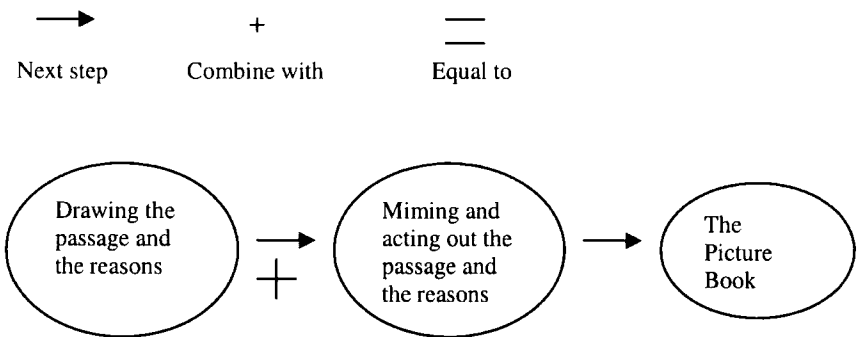 +
Next step Combine with Equal to
Drawing the
passage and
the reasons
+
Miming and
acting out the
passage and
the reasons
The
Picture
Book